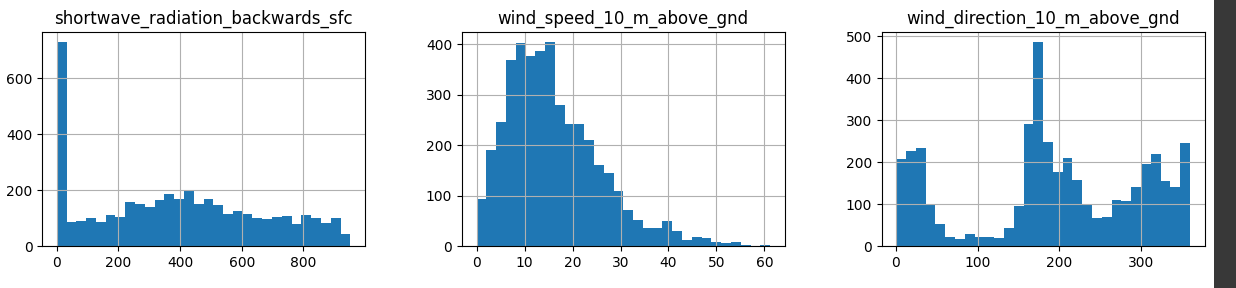 shortwave_radiation_backwards_sfc
wind_speed_10_m_above_gnd
wind_direction_10_m_above_gnd
600
400
200
0
0 200 400 600 800
400
300
200
100
0
0 10 20 30 40 50 60
500
400
300
200
100
0
0 100 200 300